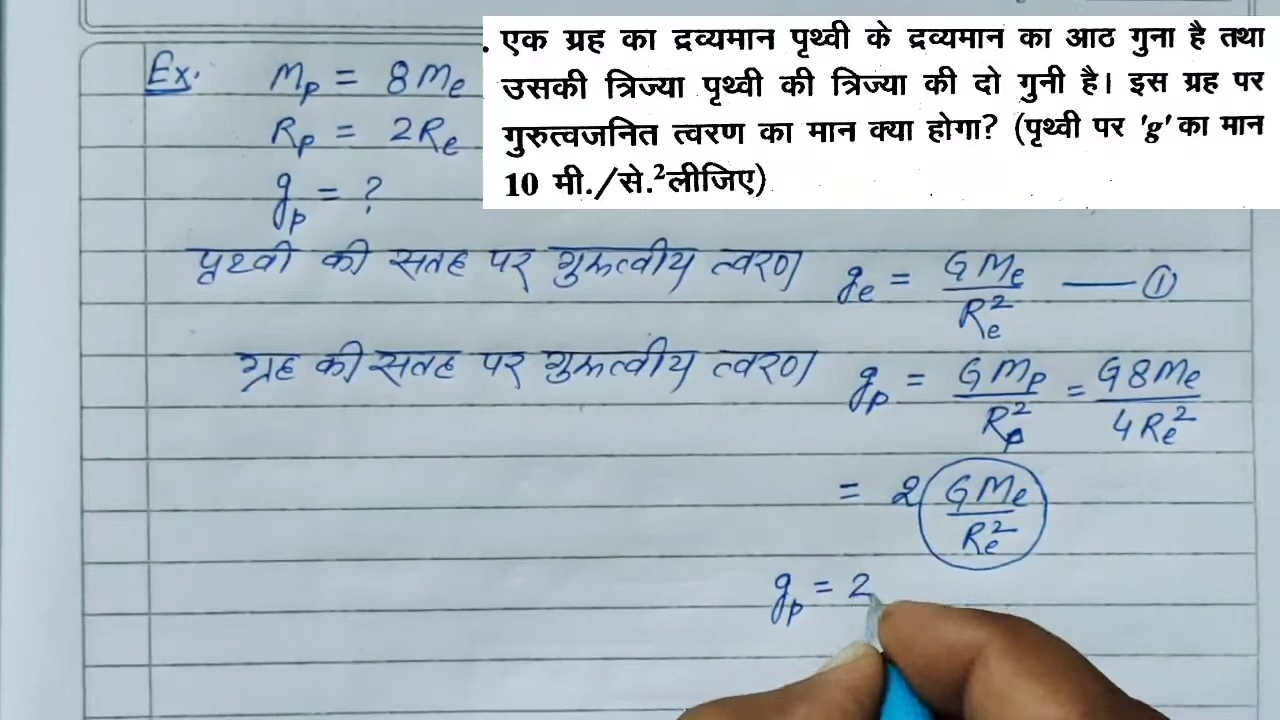 . एक ग्रह का द्रव्यमान पृथ्वी के द्रव्यमान का आठ गुना है तथा
उसकी त्रिज्या पृथ्वी की त्रिज्या की दो गुनी है। इस ग्रह पर
गुरुत्वजनित त्वरण का मान क्या होगा? (पृथ्वी पर 'g' का मान
10 मी./से.²लीजिए)
Ex. Mp = 8Me
Rp = 2Re
gp = ?
पृथ्वी की सतह पर गुरुत्वीय त्वरण ge = GMe/Re² —— ①
ग्रह की सतह पर गुरुत्वीय त्वरण gp = GMp/Rp² = G8Me/4Re²
= 2 GMe/Re²
gp = 2